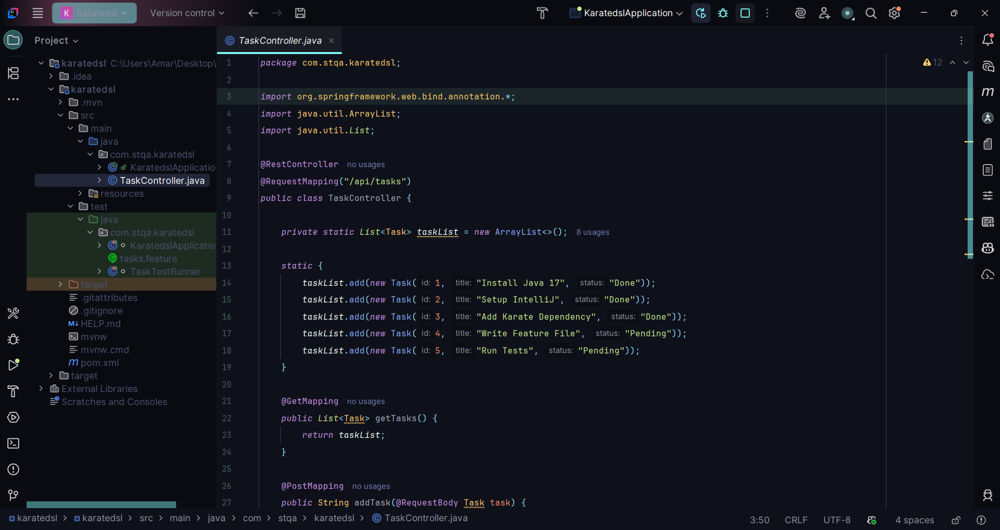 K karatedsl Version control KaratedslApplication
Project
TaskController.java
karatedsl C:\Users\Amar\Desktop\
.idea
karatedsl
.mvn
src
main
java
com.stqa.karatedsl
KaratedslApplicatio
TaskController.java
resources
test
java
com.stqa.karatedsl
KaratedslApplicatio
tasks.feature
TaskTestRunner
target
.gitattributes
.gitignore
M↓ HELP.md
mvnw
mvnw.cmd
m pom.xml
target
External Libraries
Scratches and Consoles
12
1 package com.stqa.karatedsl;
2
3 import org.springframework.web.bind.annotation.*;
4 import java.util.ArrayList;
5 import java.util.List;
6
7 @RestController no usages
8 @RequestMapping("/api/tasks")
9 public class TaskController {
10
11 private static List<Task> taskList = new ArrayList<>(); 8 usages
12
13 static {
14 taskList.add(new Task( id: 1, title: "Install Java 17", status: "Done"));
15 taskList.add(new Task( id: 2, title: "Setup IntelliJ", status: "Done"));
16 taskList.add(new Task( id: 3, title: "Add Karate Dependency", status: "Done"));
17 taskList.add(new Task( id: 4, title: "Write Feature File", status: "Pending"));
18 taskList.add(new Task( id: 5, title: "Run Tests", status: "Pending"));
19 }
20
21 @GetMapping no usages
22 public List<Task> getTasks() {
23 return taskList;
24 }
25
26 @PostMapping no usages
27 public String addTask(@RequestBody Task task) {
m
karatedsl > karatedsl > src > main > java > com > stqa > karatedsl > TaskController.java
3:50 CRLF UTF-8 4 spaces